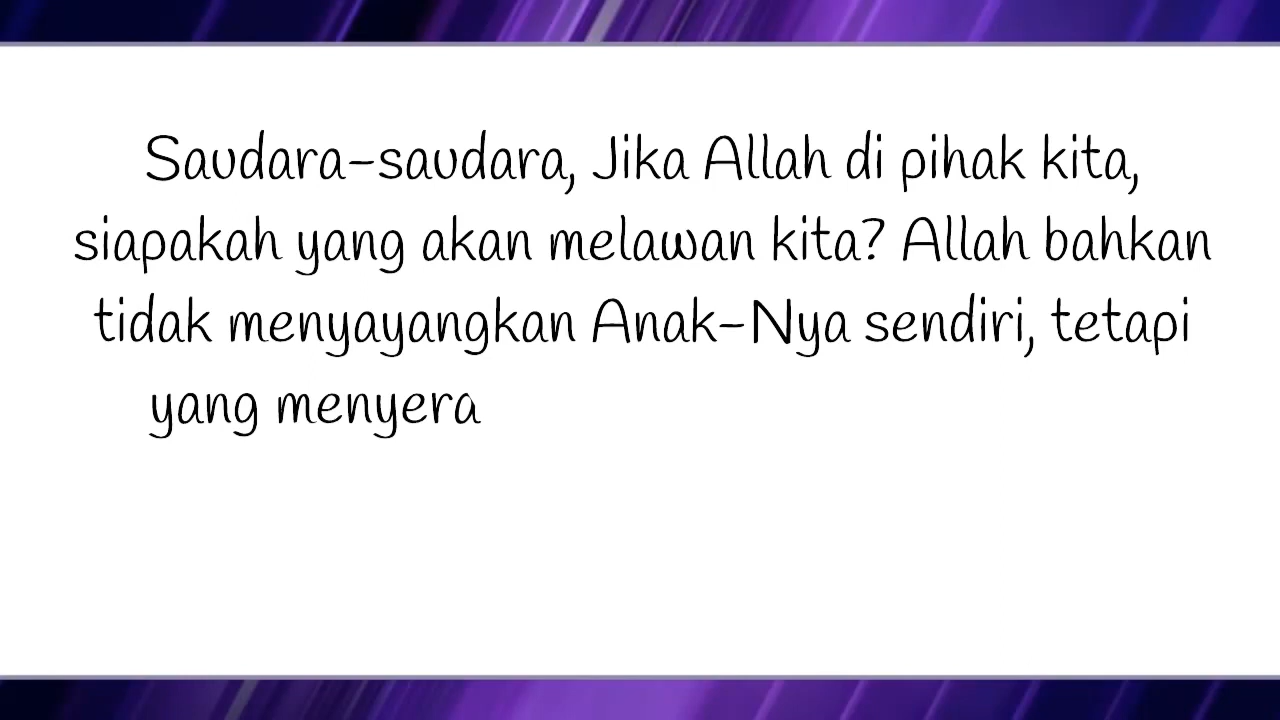 Saudara-saudara, Jika Allah di pihak kita,
siapakah yang akan melawan kita? Allah bahkan
tidak menyayangkan Anak-Nya sendiri, tetapi
yang menyera